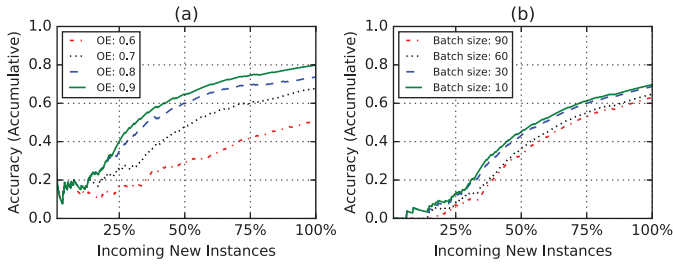 (a)
Accuracy (Accumulative)
1.0
0.8
0.6
0.4
0.2
0.0
OE: 0.6
OE: 0.7
OE: 0.8
OE: 0.9
25%
50%
75%
100%
Incoming New Instances
(b)
Accuracy (Accumulative)
1.0
0.8
0.6
0.4
0.2
0.0
Batch size: 90
Batch size: 60
Batch size: 30
Batch size: 10
25%
50%
75%
100%
Incoming New Instances